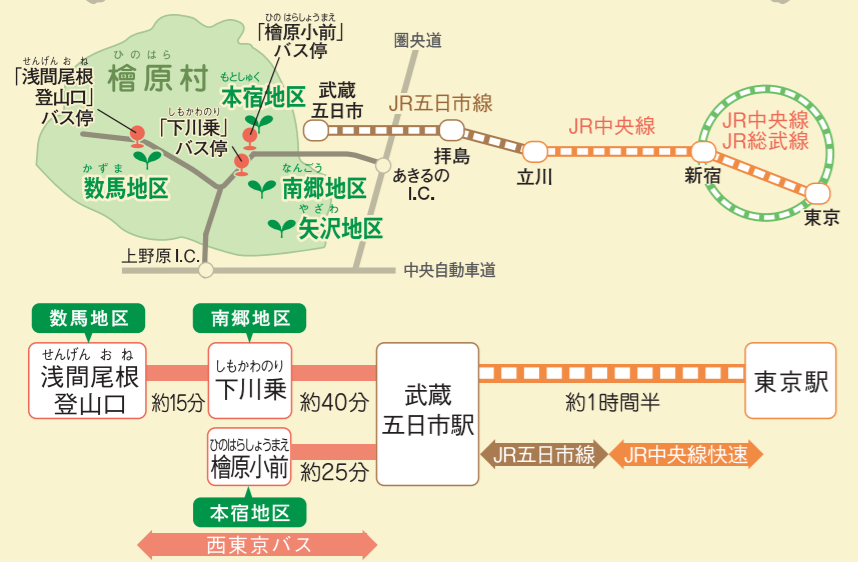 ひのはらしょうまえ
「檜原小前」
バス停
圏央道
せんげんおね
「浅間尾根
登山口」
バス停
ひのはら
檜原村
もとしゅく
本宿地区
しもかわのり
「下川乗」
バス停
武蔵
五日市
JR五日市線
拝島
JR中央線
立川
新宿
JR中央線
JR総武線
東京
かずま
数馬地区
なんごう
南郷地区
やざわ
矢沢地区
あきるの
I.C.
上野原I.C.
中央自動車道
数馬地区
南郷地区
せんげんおね
浅間尾根
登山口
約15分
しもかわのり
下川乗
約40分
武蔵
五日市駅
約1時間半
東京駅
ひのはらしょうまえ
檜原小前
約25分
JR五日市線
JR中央線快速
本宿地区
西東京バス